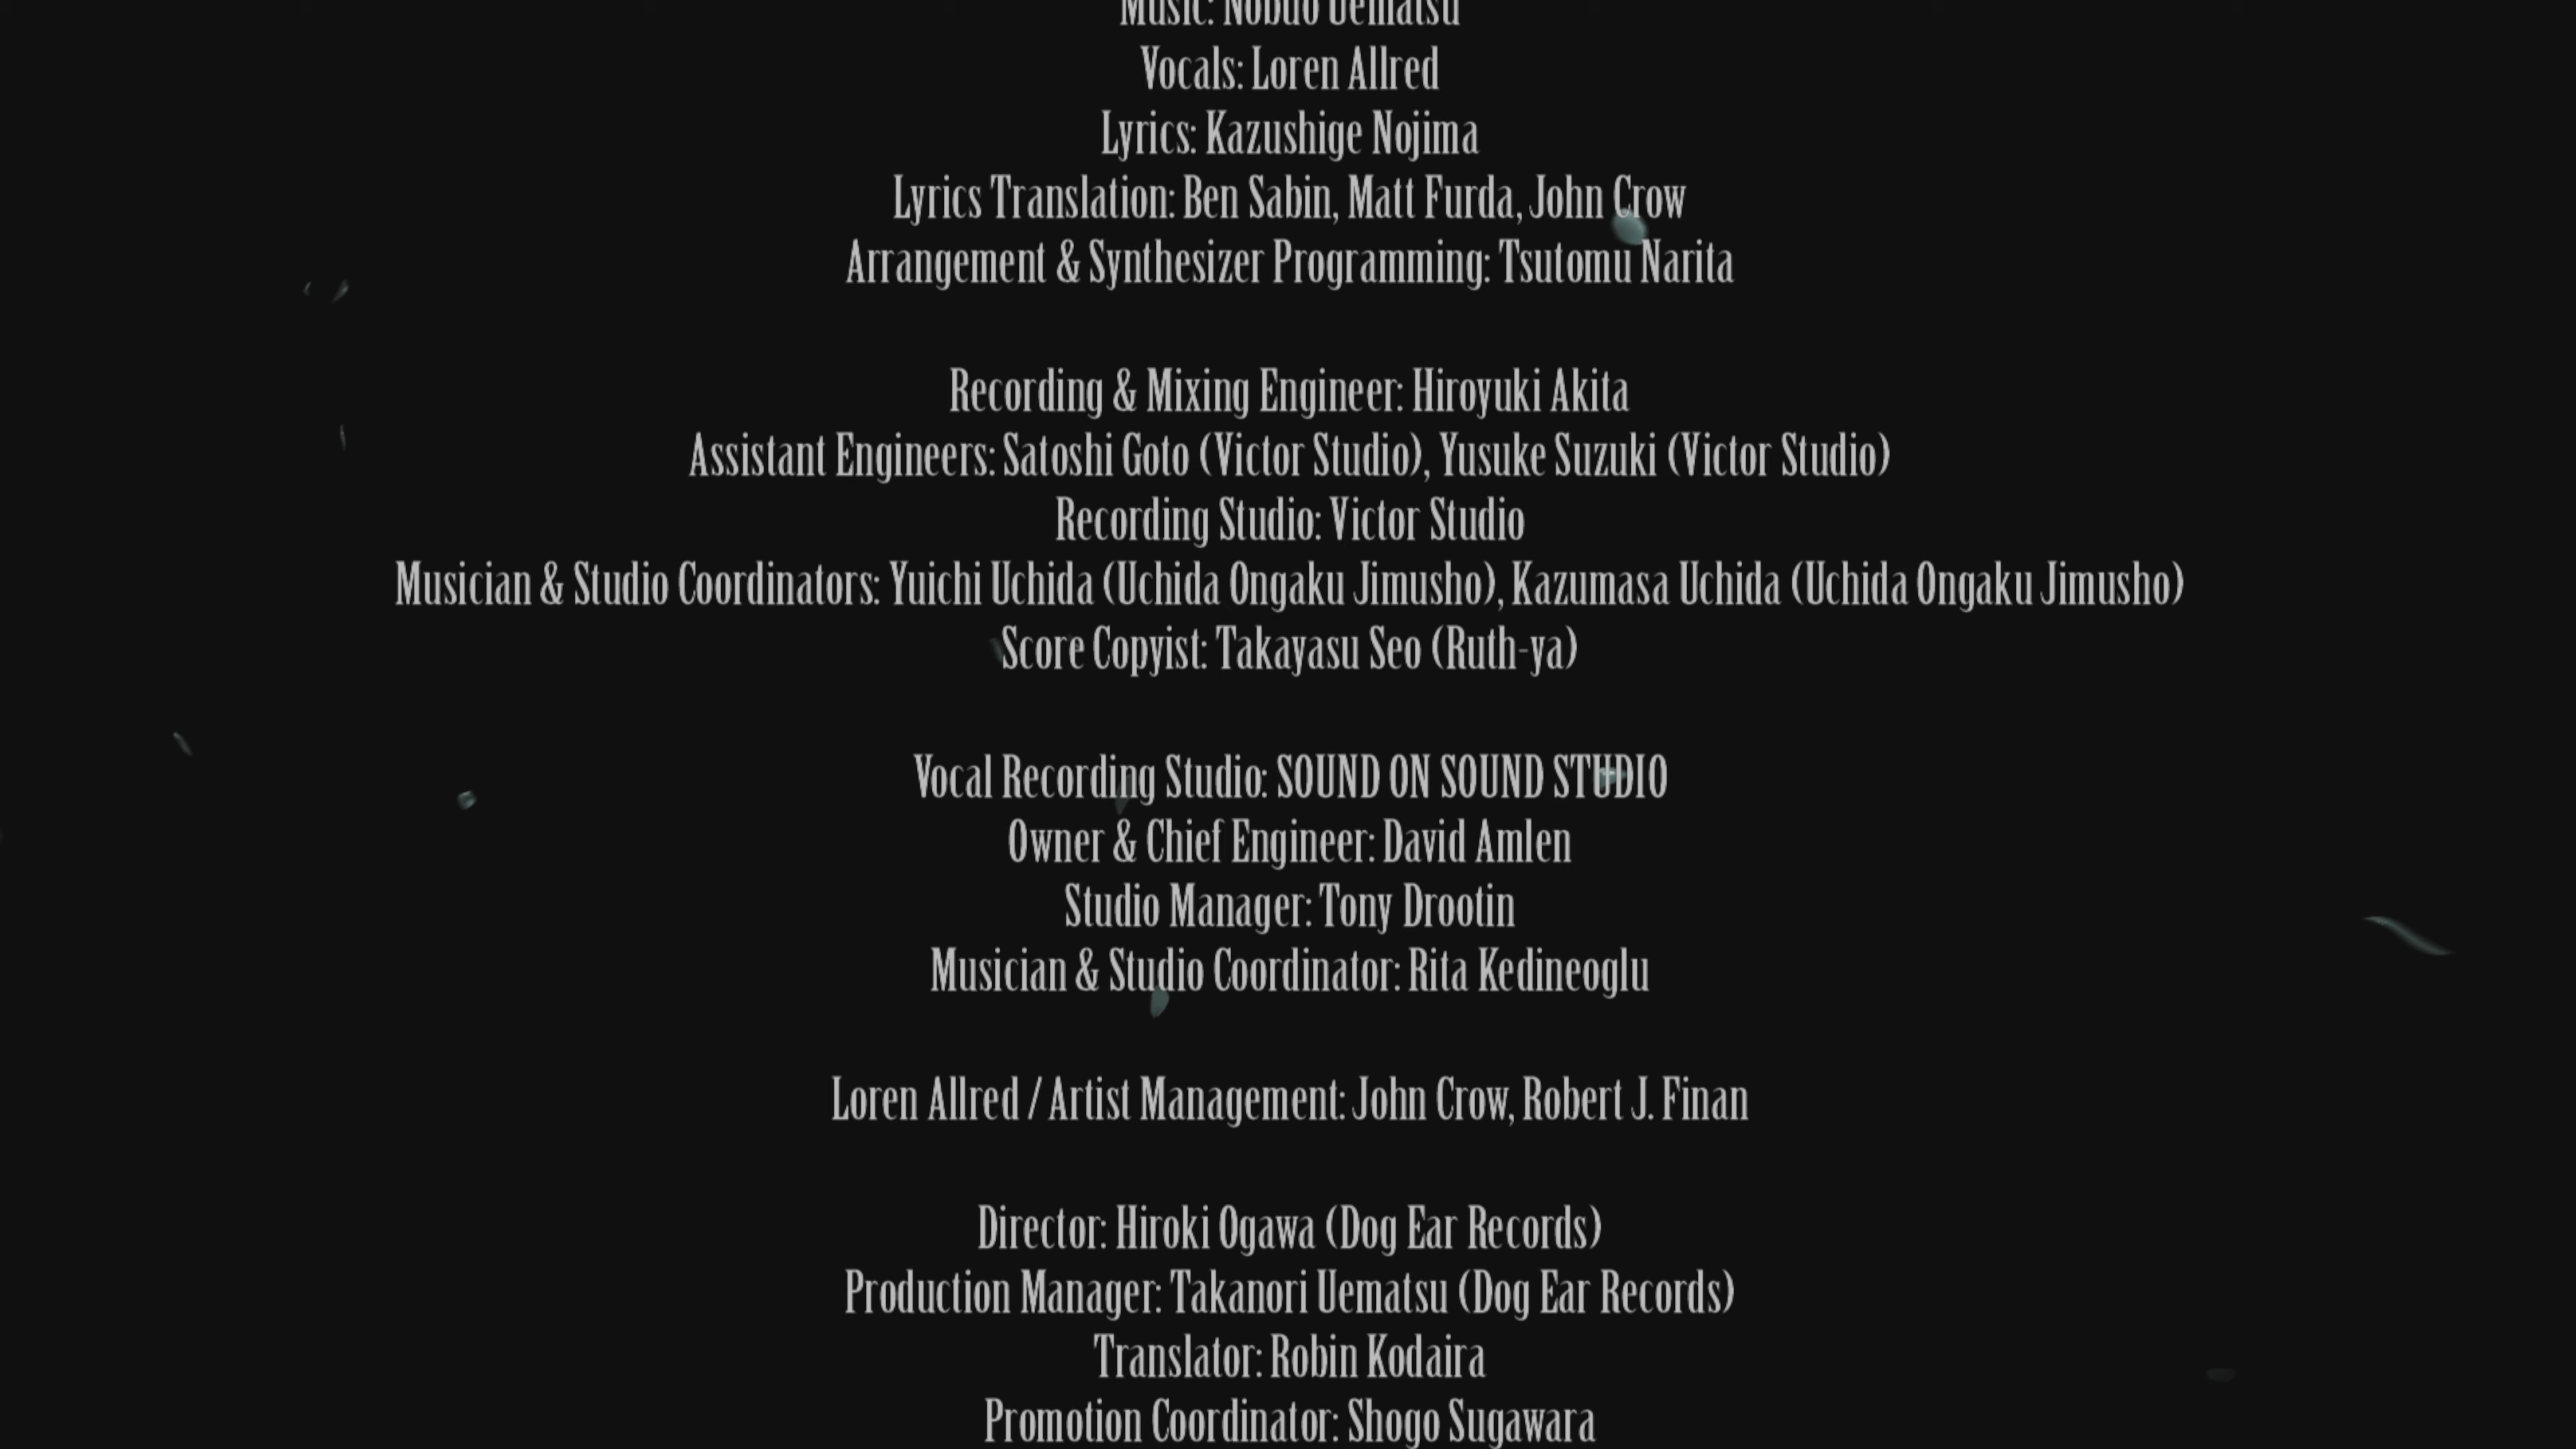 Music: Nobuo Uematsu
Vocals: Loren Allred
Lyrics: Kazushige Nojima
Lyrics Translation: Ben Sabin, Matt Furda, John Crow
Arrangement & Synthesizer Programming: Tsutomu Narita
Recording & Mixing Engineer: Hiroyuki Akita
Assistant Engineers: Satoshi Goto (Victor Studio), Yusuke Suzuki (Victor Studio)
Recording Studio: Victor Studio
Musician & Studio Coordinators: Yuichi Uchida (Uchida Ongaku Jimusho), Kazumasa Uchida (Uchida Ongaku Jimusho)
Score Copyist: Takayasu Seo (Ruth-ya)
Vocal Recording Studio: SOUND ON SOUND STUDIO
Owner & Chief Engineer: David Amlen
Studio Manager: Tony Drootin
Musician & Studio Coordinator: Rita Kedineoglu
Loren Allred / Artist Management: John Crow, Robert J. Finan
Director: Hiroki Ogawa (Dog Ear Records)
Production Manager: Takanori Uematsu (Dog Ear Records)
Translator: Robin Kodaira
Promotion Coordinator: Shogo Sugawara